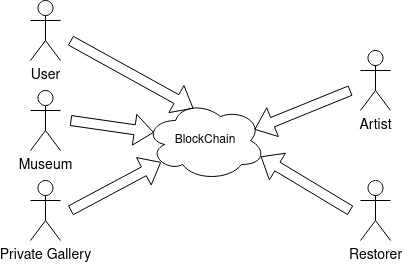 User
BlockChain
Artist
Museum
Private Gallery
Restorer